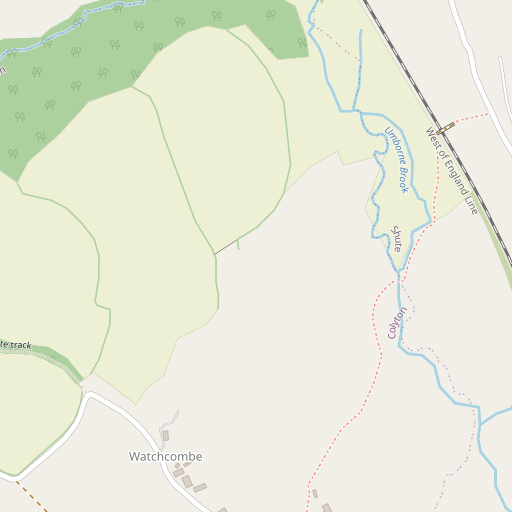 Umborne Brook
West of England Line
Shute
Colyton
te track
Watchcombe